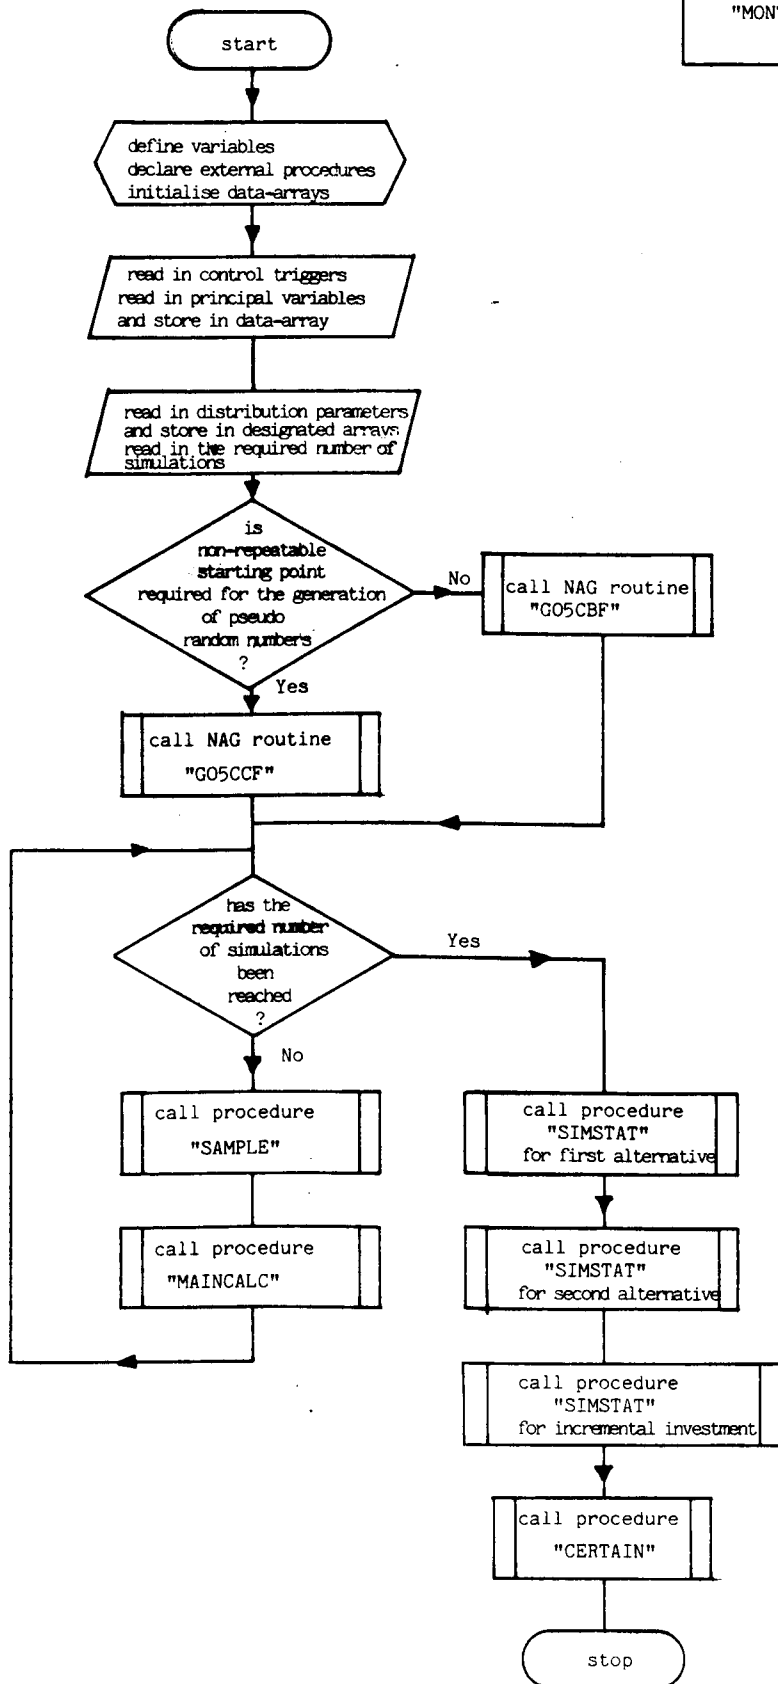 "MON
start
define variables
declare external procedures
initialise data-arrays
read in control triggers
read in principal variables
and store in data-array
read in distribution parameters
and store in designated arrays
read in the required number of
simulations
is
non-repeatable
starting point
required for the generation
of pseudo
random numbers
?
No
call NAG routine
"G05CBF"
Yes
call NAG routine
"G05CCF"
has the
required number
of simulations
been
reached
?
Yes
No
call procedure
"SAMPLE"
call procedure
"MAINCALC"
call procedure
"SIMSTAT"
for first alternative
call procedure
"SIMSTAT"
for second alternative
call procedure
"SIMSTAT"
for incremental investment
call procedure
"CERTAIN"
stop